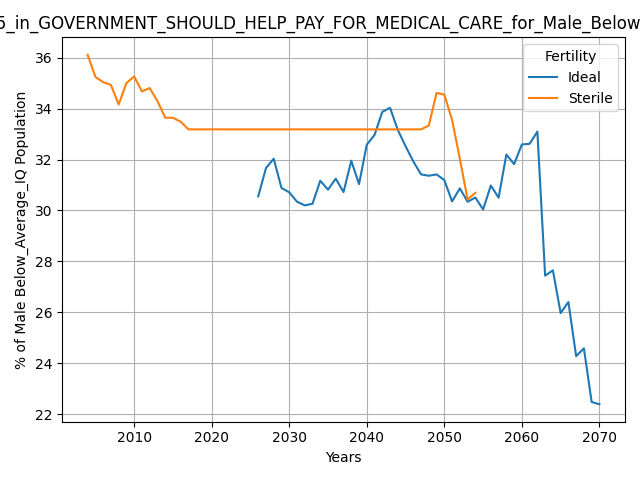 5_in_GOVERNMENT_SHOULD_HELP_PAY_FOR_MEDICAL_CARE_for_Male_Below
Fertility
Ideal
Sterile
36
34
32
30
28
26
24
22
% of Male Below_Average_IQ Population
2010 2020 2030 2040 2050 2060 2070
Years